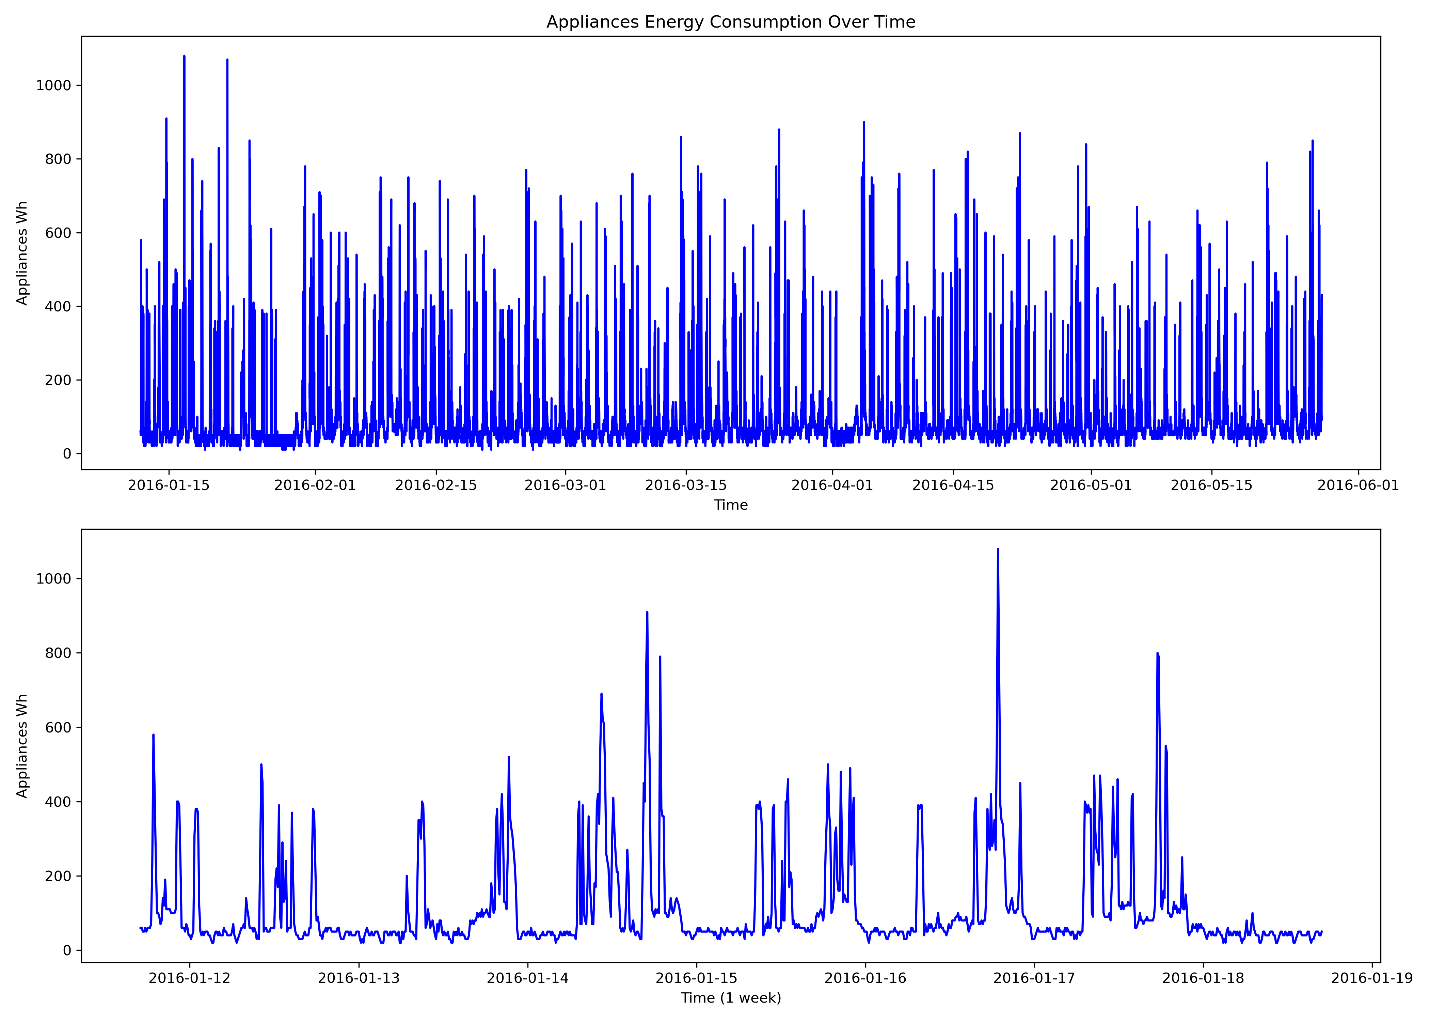 Appliances Energy Consumption Over Time
1000
800
600
400
200
0
Appliances Wh
2016-01-15 2016-02-01 2016-02-15 2016-03-01 2016-03-15 2016-04-01 2016-04-15 2016-05-01 2016-05-15 2016-06-01
Time
1000
800
600
400
200
0
Appliances Wh
2016-01-12 2016-01-13 2016-01-14 2016-01-15 2016-01-16 2016-01-17 2016-01-18 2016-01-19
Time (1 week)